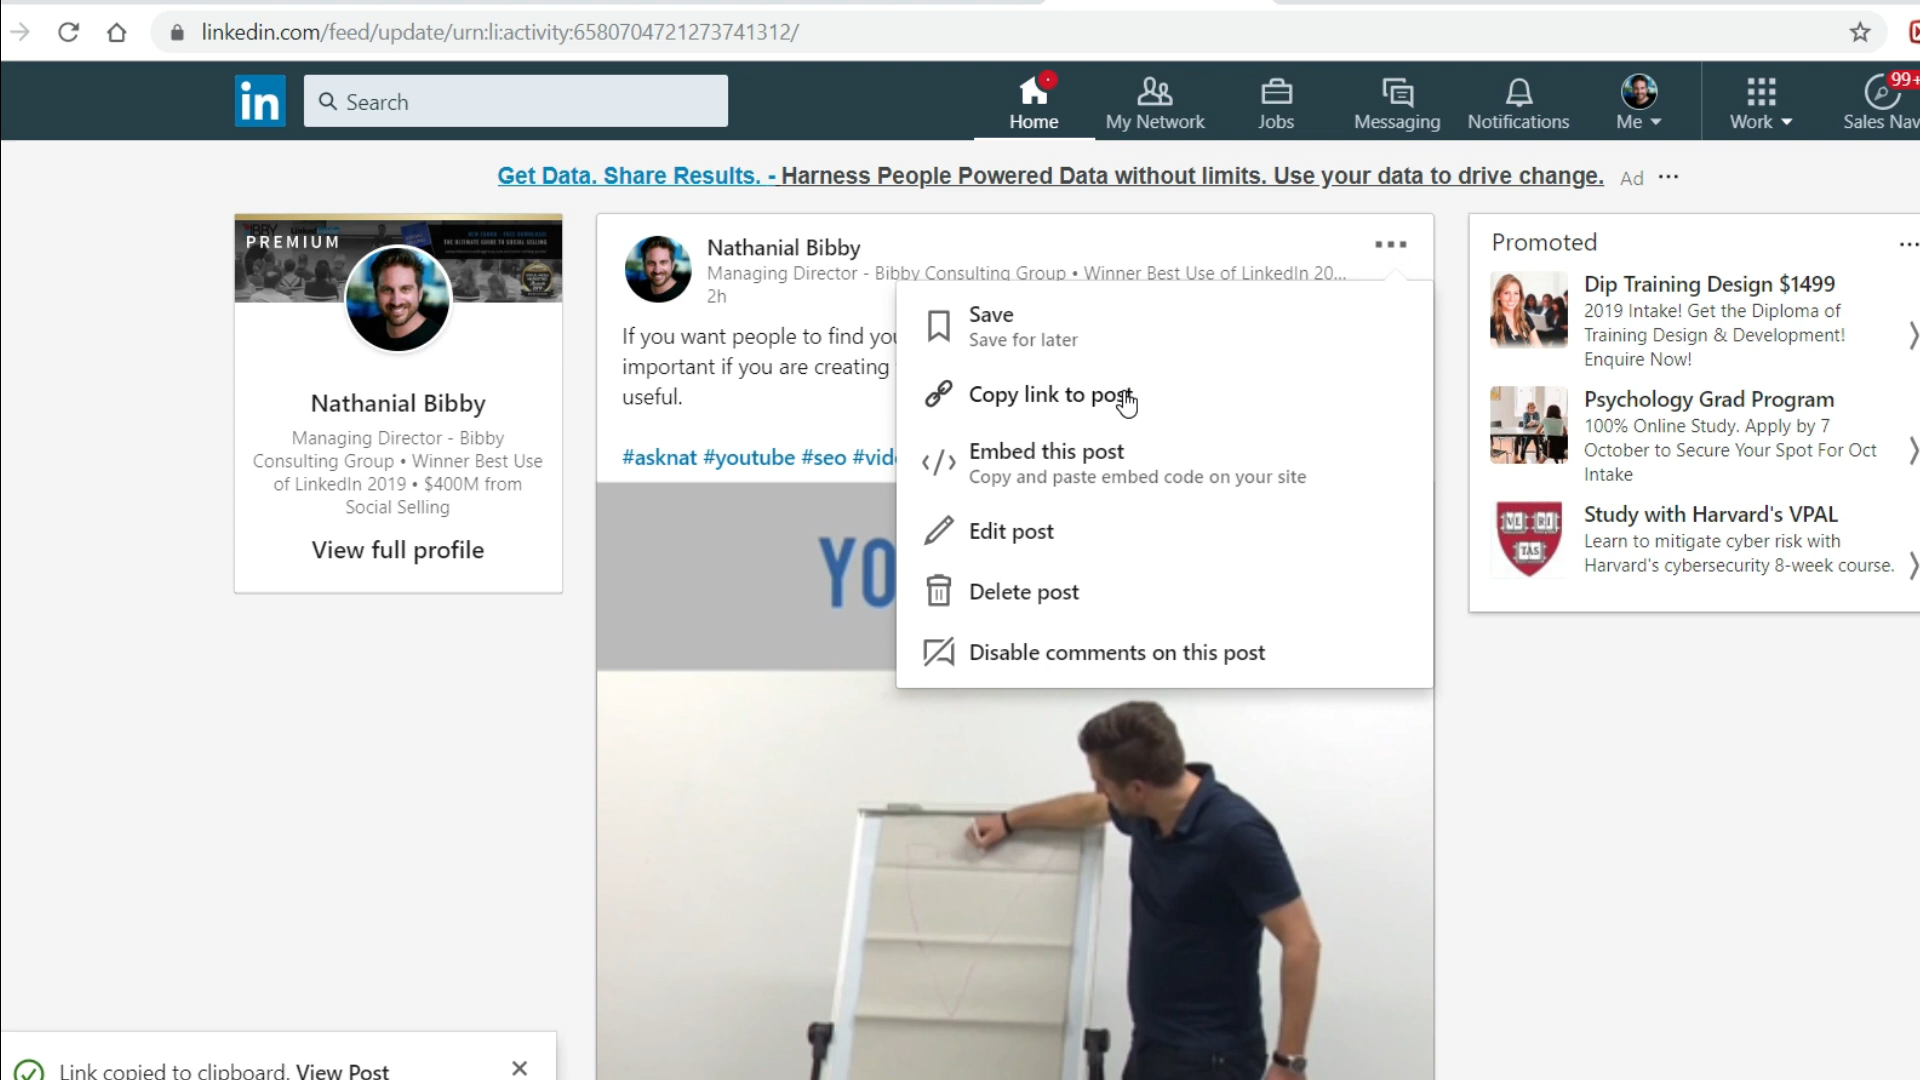 linkedin.com/feed/update/urn:li:activity:6580704721273741312/
in
Search
Home
My Network
Jobs
Messaging
Notifications
Me
Work
99+
Sales Nav
Get Data. Share Results. - Harness People Powered Data without limits. Use your data to drive change. Ad
PREMIUM
Nathanial Bibby
Managing Director - Bibby
Consulting Group • Winner Best Use
of LinkedIn 2019 • $400M from
Social Selling
View full profile
Nathanial Bibby
Managing Director - Bibby Consulting Group • Winner Best Use of LinkedIn 20...
2h
If you want people to find you
important if you are creating
useful.
#asknat #youtube #seo #vid
YO
Save
Save for later
Copy link to post
Embed this post
Copy and paste embed code on your site
Edit post
Delete post
Disable comments on this post
Promoted
Dip Training Design $1499
2019 Intake! Get the Diploma of
Training Design & Development!
Enquire Now!
Psychology Grad Program
100% Online Study. Apply by 7
October to Secure Your Spot For Oct
Intake
Study with Harvard's VPAL
Learn to mitigate cyber risk with
Harvard's cybersecurity 8-week course.
VE RI
TAS
Link copied to clipboard. View Post